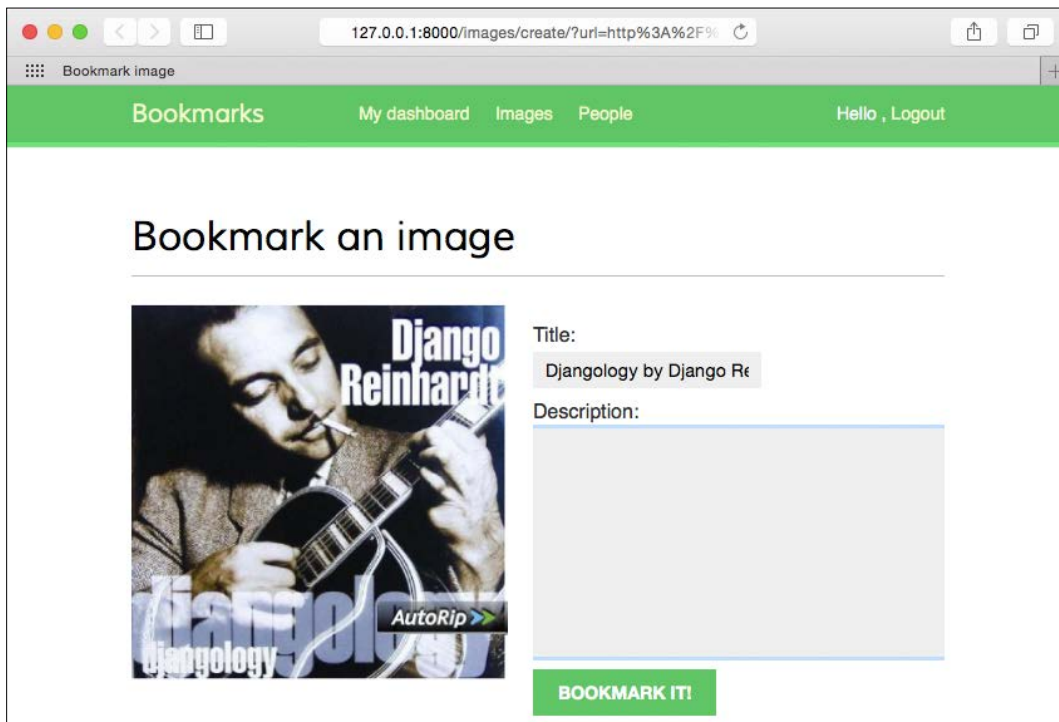 127.0.0.1:8000/images/create/?url=http%3A%2F%
Bookmark image
Bookmarks
My dashboard Images People
Hello , Logout
Bookmark an image
Django
Reinhardt
djangology
AutoRip
djangology
Title:
Djangology by Django Re
Description:
BOOKMARK IT!